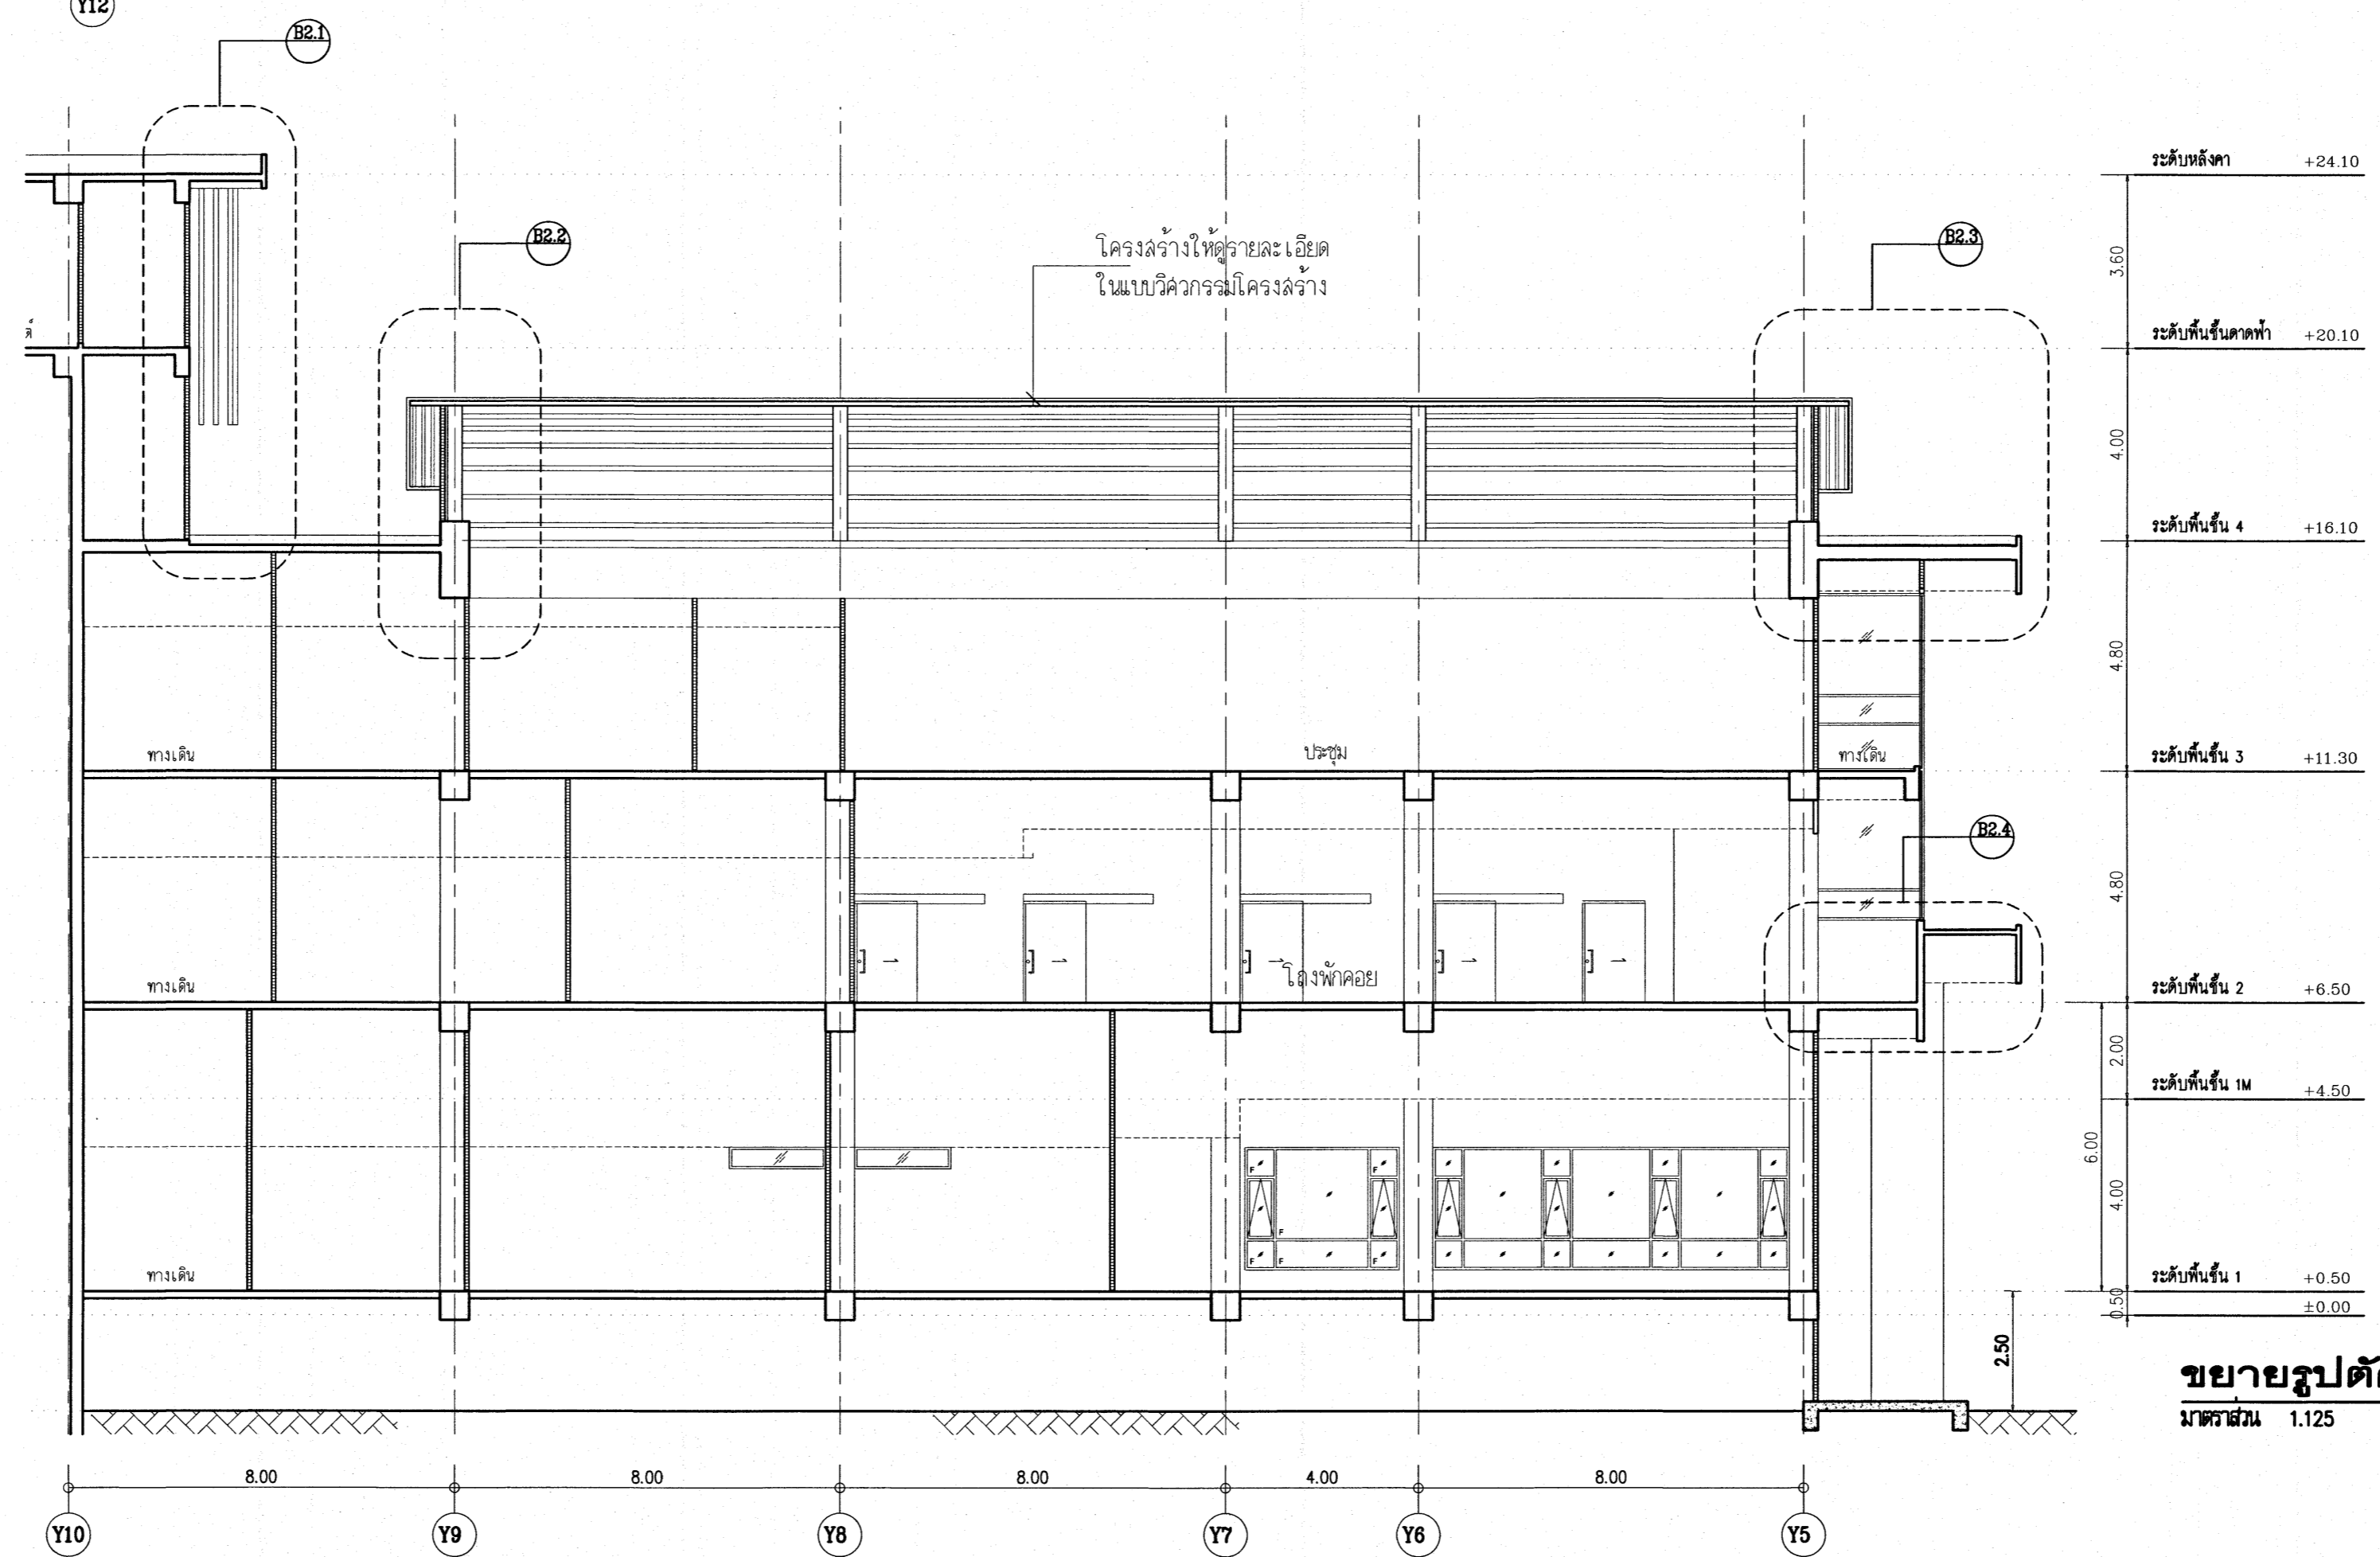 Y12
B2.1
ระดับหลังคา +24.10
B2.2
B2.3
โครงสร้างให้ดูรายละเอียด
ในแบบวิศวกรรมโครงสร้าง
3.60
ระดับพื้นชั้นดาดฟ้า +20.10
4.00
ระดับพื้นชั้น 4 +16.10
4.80
ทางเดิน
ประชุม
ทางเดิน
ระดับพื้นชั้น 3 +11.30
B2.4
4.80
ทางเดิน
โถงพักคอย
ระดับพื้นชั้น 2 +6.50
2.00
ระดับพื้นชั้น 1M +4.50
6.00
4.00
F F
F
F F F
ทางเดิน
ระดับพื้นชั้น 1 +0.50
0.50
±0.00
2.50
มาตราส่วน 1.125
8.00 8.00 8.00 4.00 8.00
Y10 Y9 Y8 Y7 Y6 Y5